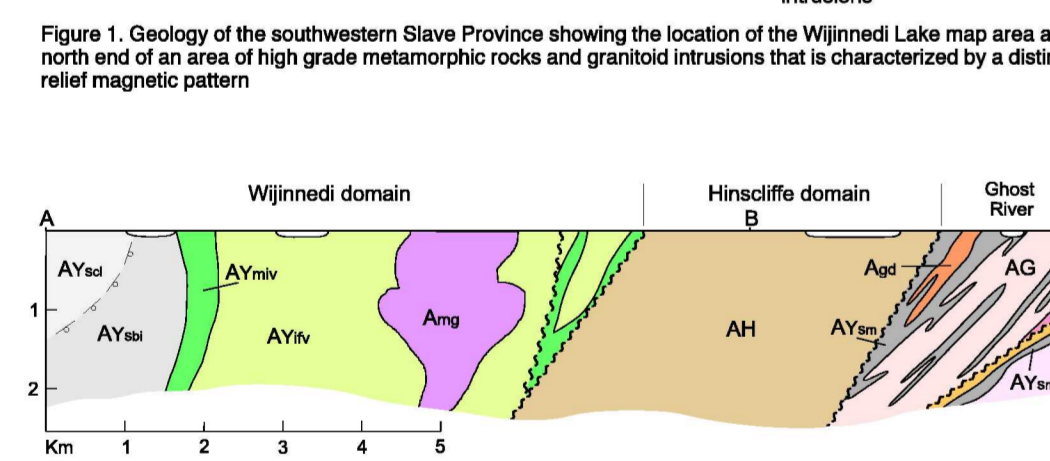 Figure 1. Geology of the southwestern Slave Province showing the location of the Wijinnedi Lake map area a
north end of an area of high grade metamorphic rocks and granitoid intrusions that is characterized by a disti
relief magnetic pattern
Wijinnedi domain
Hinscliffe domain
Ghost
River
A
B
AYscl
AYmiv
Agd
AG
1
AYsbi
AYifv
Amg
AH
AYsm
2
AYsr
Km 1 2 3 4 5